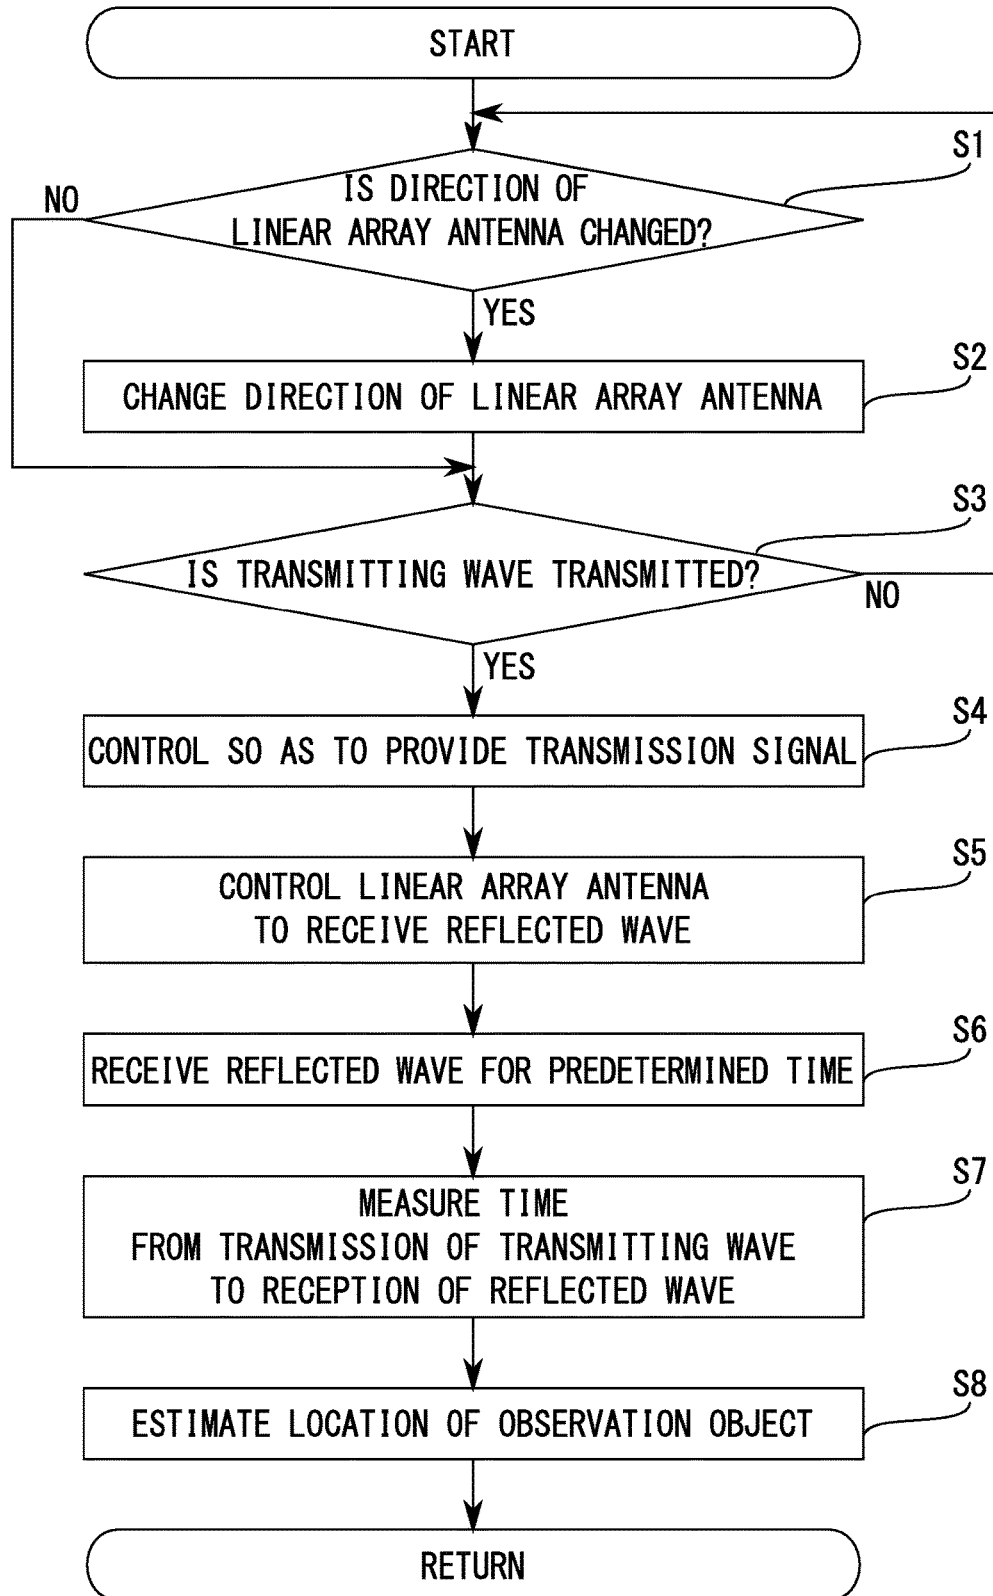 START
S1
IS DIRECTION OF
NO
LINEAR ARRAY ANTENNA CHANGED?
YES
S2
CHANGE DIRECTION OF LINEAR ARRAY ANTENNA
S3
IS TRANSMITTING WAVE TRANSMITTED?
NO
YES
S4
CONTROL SO AS TO PROVIDE TRANSMISSION SIGNAL
S5
CONTROL LINEAR ARRAY ANTENNA
TO RECEIVE REFLECTED WAVE
S6
RECEIVE REFLECTED WAVE FOR PREDETERMINED TIME
S7
MEASURE TIME
FROM TRANSMISSION OF TRANSMITTING WAVE
TO RECEPTION OF REFLECTED WAVE
S8
ESTIMATE LOCATION OF OBSERVATION OBJECT
RETURN